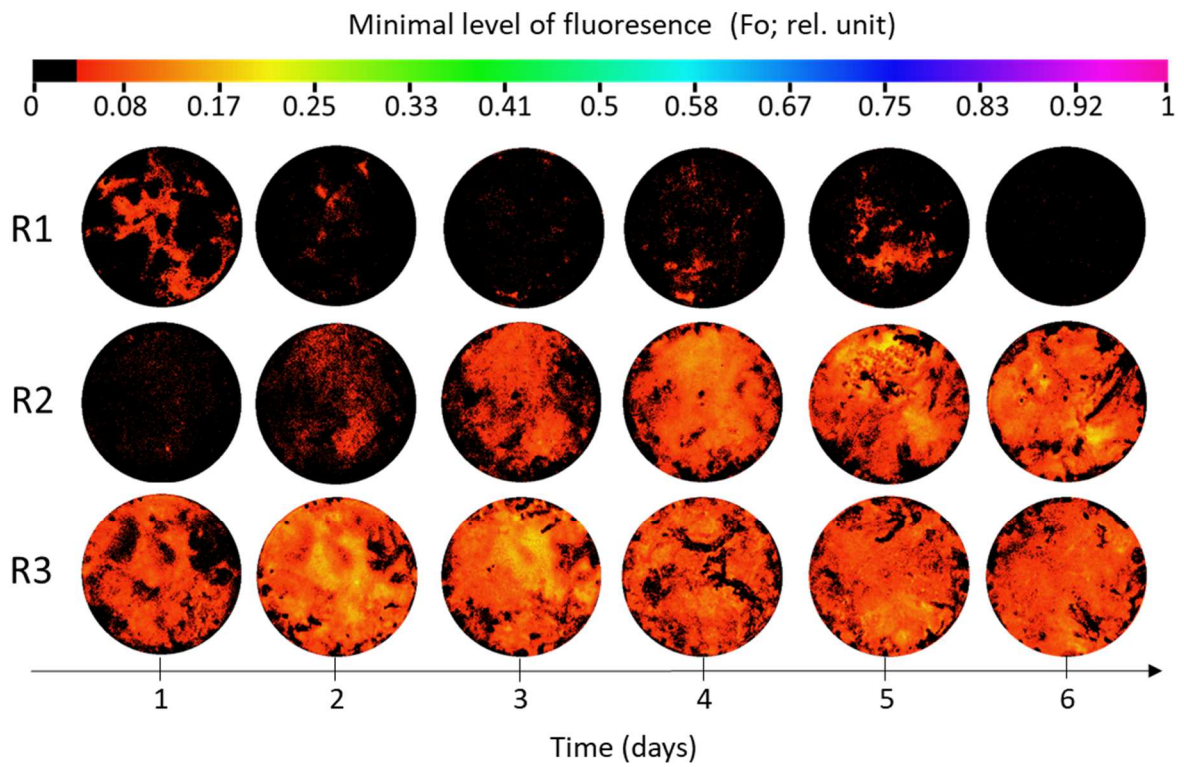 Minimal level of fluoresence (Fo; rel. unit)
0 0.08 0.17 0.25 0.33 0.41 0.5 0.58 0.67 0.75 0.83 0.92 1
R1
R2
R3
1 2 3 4 5 6
Time (days)